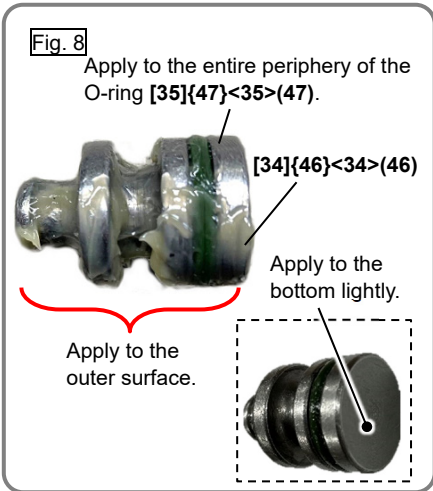 Fig. 8
Apply to the entire periphery of the
O-ring [35]{47}<35>(47).
[34]{46}<34>(46)
Apply to the
bottom lightly.
Apply to the
outer surface.